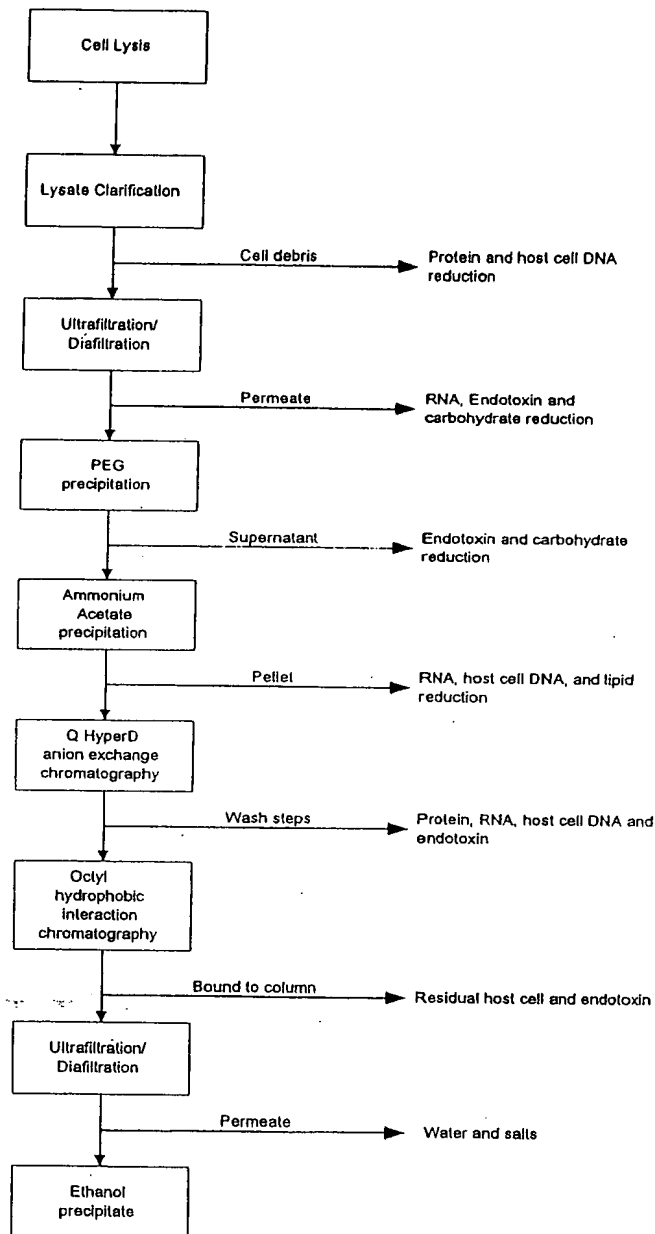 Cell Lysis
Lysate Clarification
Cell debris
Protein and host cell DNA
reduction
Ultrafiltration/
Diafiltration
Permeate
RNA, Endotoxin and
carbohydrate reduction
PEG
precipitation
Supernatant
Endotoxin and carbohydrate
reduction
Ammonium
Acetate
precipitation
Pellet
RNA, host cell DNA, and lipid
reduction
Q HyperD
anion exchange
chromatography
Wash steps
Protein, RNA, host cell DNA and
endotoxin
Octyl
hydrophobic
interaction
chromatography
Bound to column
Residual host cell and endotoxin
Ultrafiltration/
Diafiltration
Permeate
Water and salts
Ethanol
precipitate